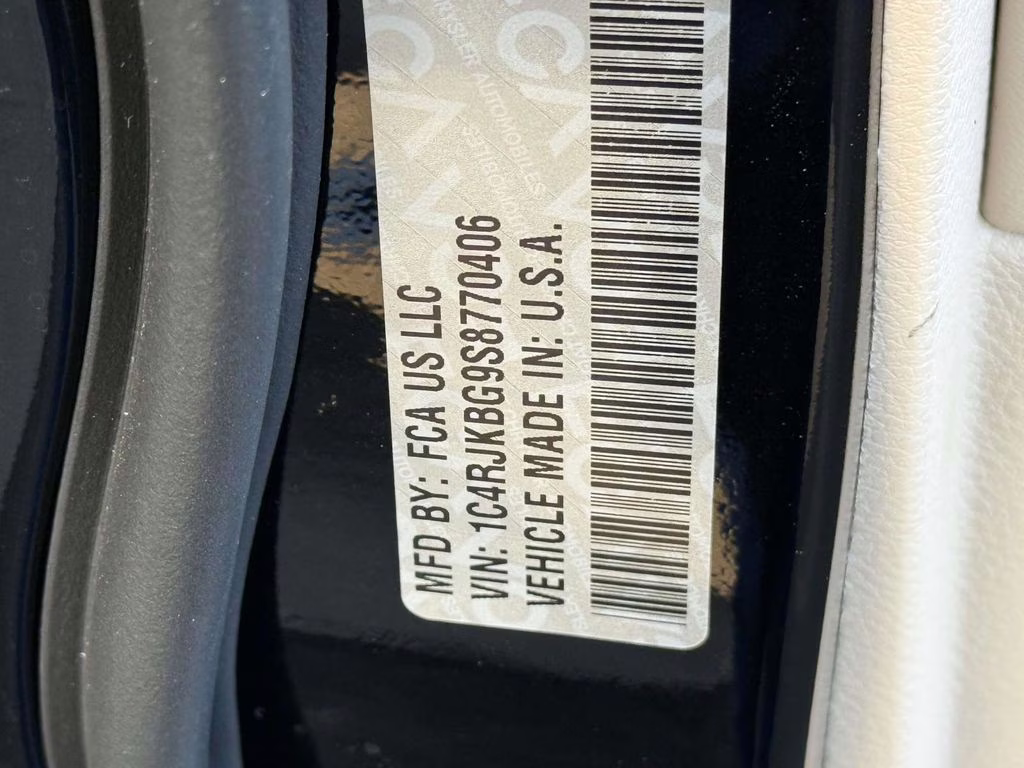 MFD BY: FCA US LLC
VIN: 1C4RJKBG9S8770406
VEHICLE MADE IN: U.S.A.